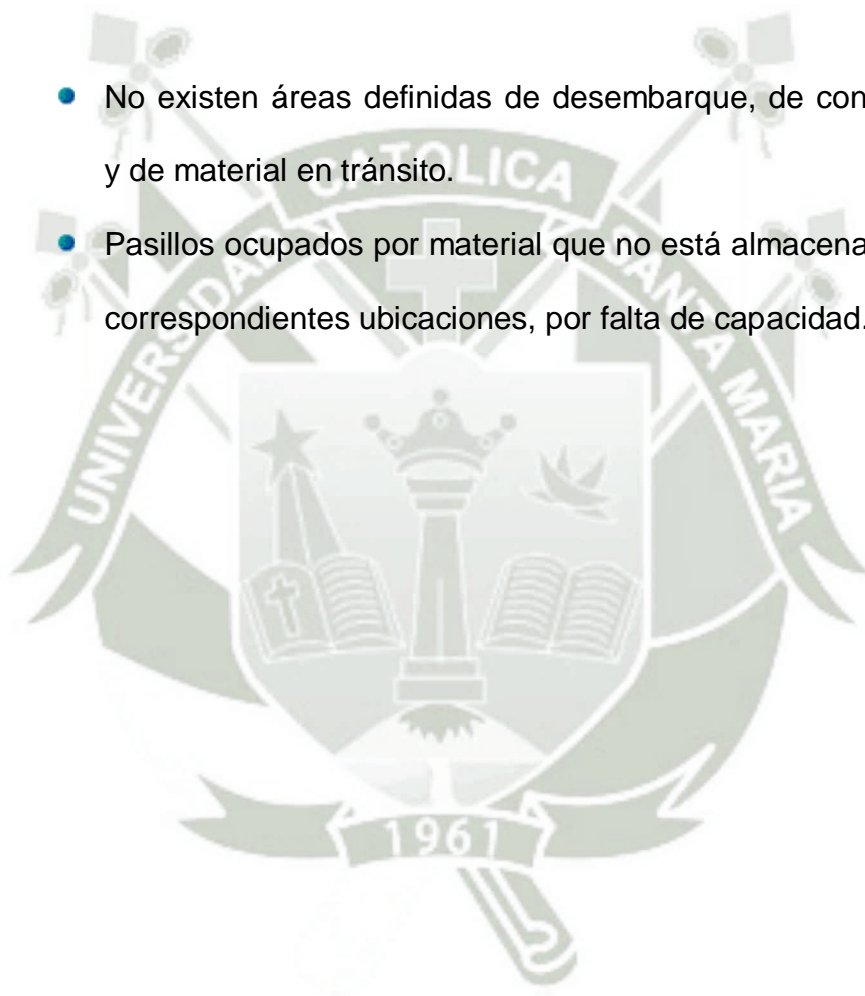 No existen áreas definidas de desembarque, de con
y de material en tránsito.
Pasillos ocupados por material que no está almacena
correspondientes ubicaciones, por falta de capacidad.
UNIVERSIDAD CATOLICA SANTA MARIA
1961